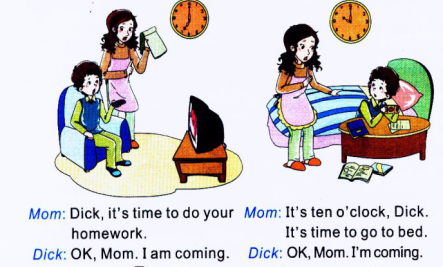 Mom: Dick, it's time to do your
homework.
Dick: OK, Mom. I am coming.
Mom: It's ten o'clock, Dick.
It's time to go to bed.
Dick: OK, Mom. I'm coming.